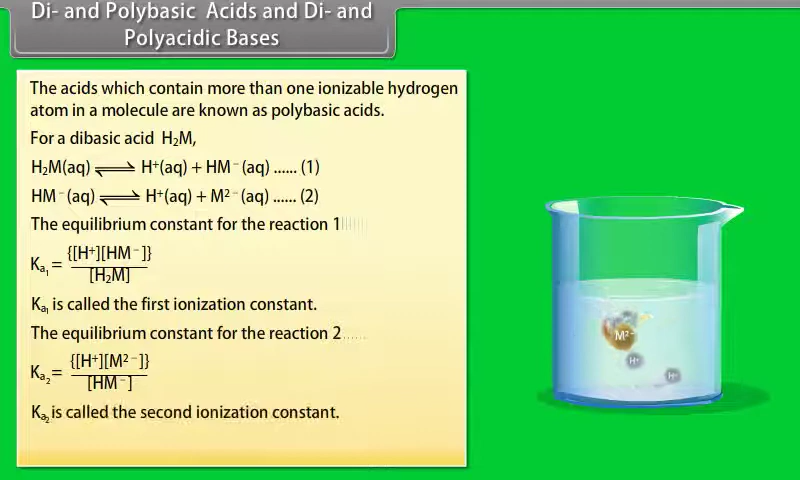 Di- and Polybasic Acids and Di- and
Polyacidic Bases
The acids which contain more than one ionizable hydrogen
atom in a molecule are known as polybasic acids.
For a dibasic acid H₂M,
H₂M(aq) ⇌ H⁺(aq) + HM⁻(aq) ...... (1)
HM⁻(aq) ⇌ H⁺(aq) + M²⁻(aq) ...... (2)
The equilibrium constant for the reaction 1
Kₐ₁ = {[H⁺][HM⁻]} / [H₂M]
Kₐ₁ is called the first ionization constant.
The equilibrium constant for the reaction 2......
Kₐ₂ = {[H⁺][M²⁻]} / [HM⁻]
Kₐ₂ is called the second ionization constant.
M²⁻
H⁺
H⁺